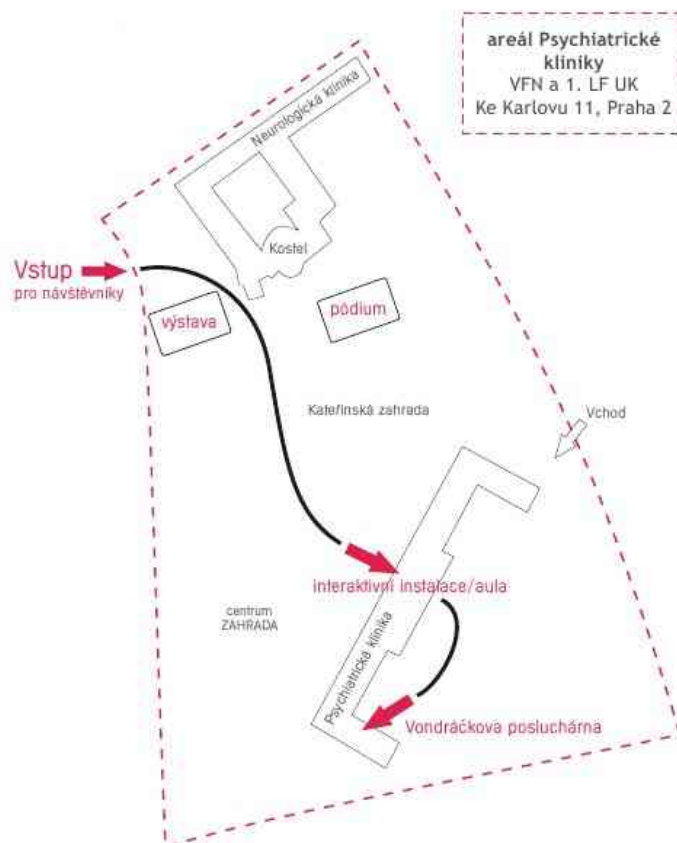 areál Psychiatrické
kliniky
VFN a 1. LF UK
Ke Karlovu 11, Praha 2
Neurologická klinika
Kostel
Vstup
pro návštěvníky
výstava
pódium
Kateřinská zahrada
Vchod
interaktivní instalace/aula
centrum
ZAHRADA
Psychiatrická klinika
Vondráčkova posluchárna